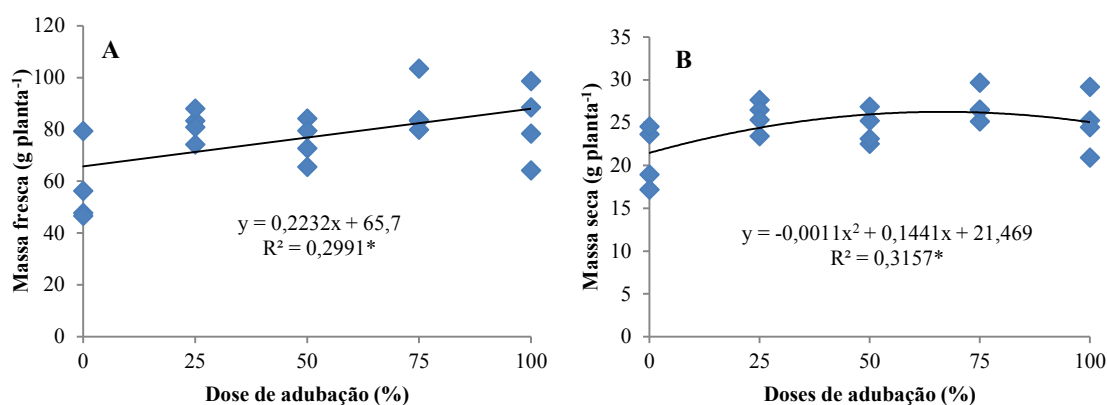 A
Massa fresca (g planta⁻¹)
120
100
80
60
40
20
0
y = 0,2232x + 65,7
R² = 0,2991*
0 25 50 75 100
Dose de adubação (%)
B
Massa seca (g planta⁻¹)
35
30
25
20
15
10
5
0
y = -0,0011x² + 0,1441x + 21,469
R² = 0,3157*
0 25 50 75 100
Doses de adubação (%)